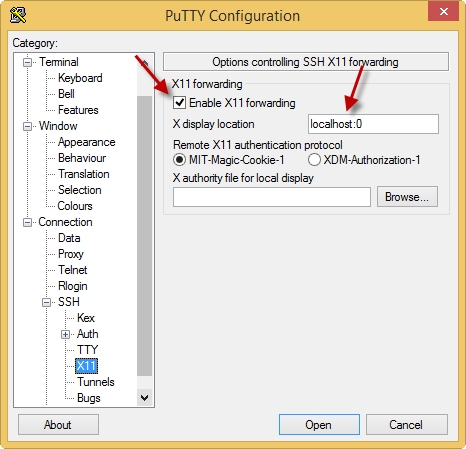 PuTTY Configuration
Category:
Terminal
Keyboard
Bell
Features
Window
Appearance
Behaviour
Translation
Selection
Colours
Connection
Data
Proxy
Telnet
Rlogin
SSH
Kex
Auth
TTY
X11
Tunnels
Bugs
Options controlling SSH X11 forwarding
X11 forwarding
Enable X11 forwarding
X display location localhost:0
Remote X11 authentication protocol
MIT-Magic-Cookie-1 XDM-Authorization-1
X authority file for local display
Browse...
About Open Cancel